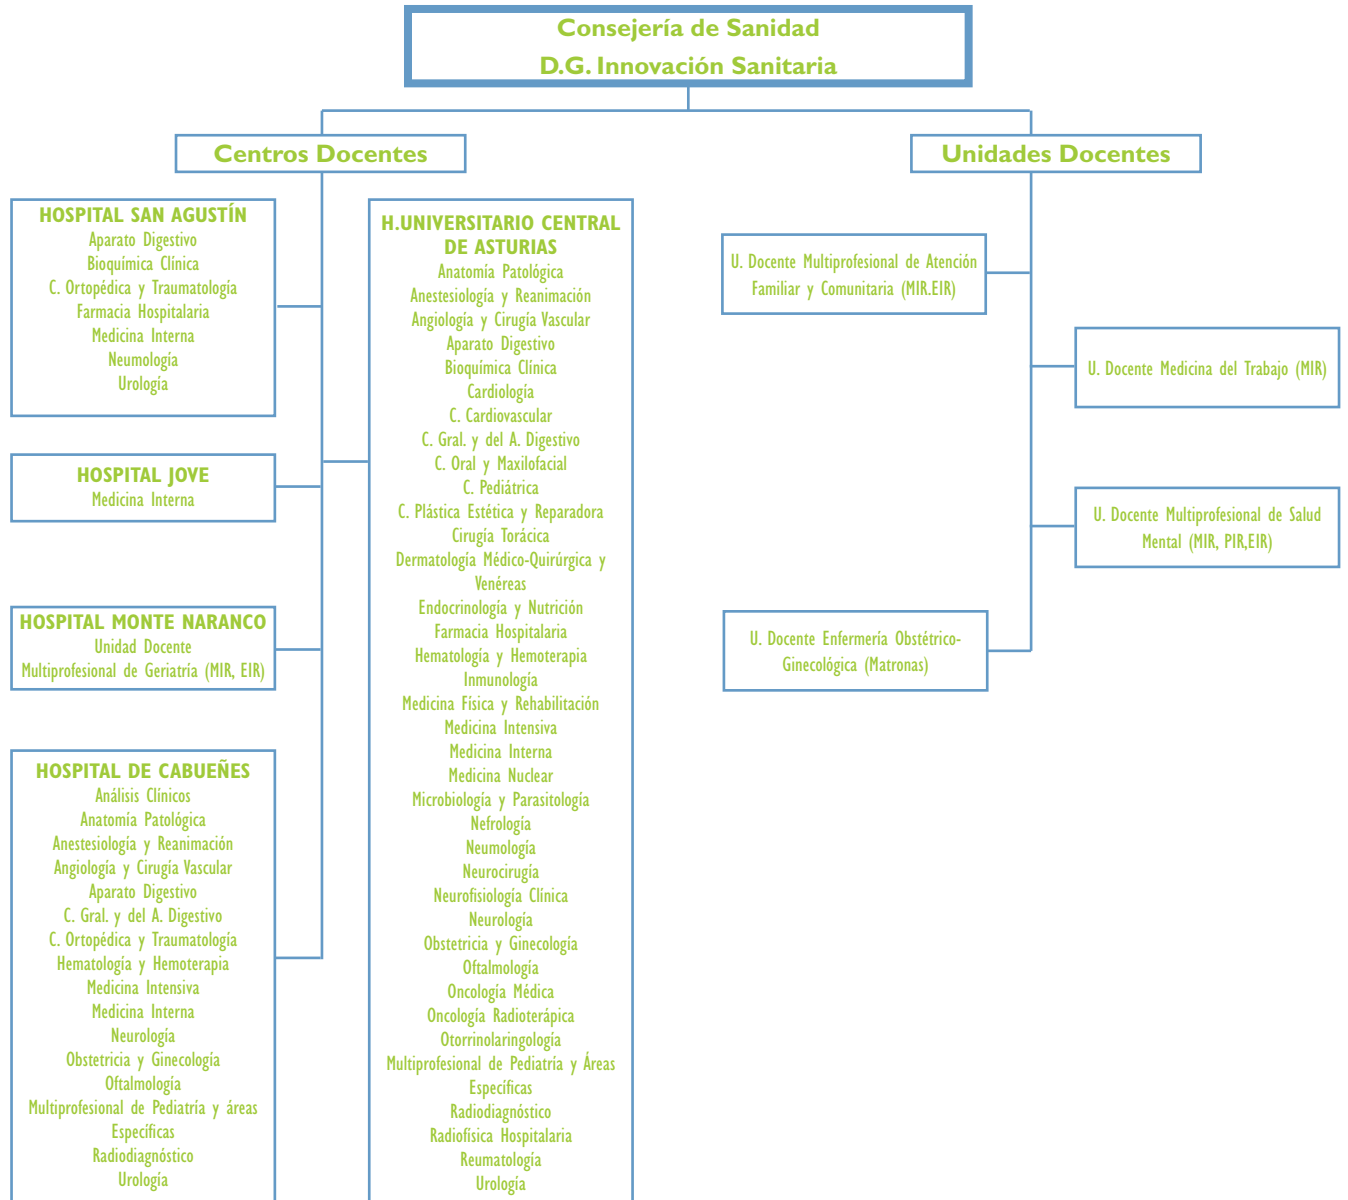 Consejería de Sanidad
D.G. Innovación Sanitaria
Centros Docentes
Unidades Docentes
HOSPITAL SAN AGUSTÍN
Aparato Digestivo
Bioquímica Clínica
C. Ortopédica y Traumatología
Farmacia Hospitalaria
Medicina Interna
Neumología
Urología
HOSPITAL JOVE
Medicina Interna
HOSPITAL MONTE NARANCO
Unidad Docente
Multiprofesional de Geriatría (MIR, EIR)
HOSPITAL DE CABUEÑES
Análisis Clínicos
Anatomía Patológica
Anestesiología y Reanimación
Angiología y Cirugía Vascular
Aparato Digestivo
C. Gral. y del A. Digestivo
C. Ortopédica y Traumatología
Hematología y Hemoterapia
Medicina Intensiva
Medicina Interna
Neurología
Obstetricia y Ginecología
Oftalmología
Multiprofesional de Pediatría y áreas
Específicas
Radiodiagnóstico
Urología
H.UNIVERSITARIO CENTRAL
DE ASTURIAS
Anatomía Patológica
Anestesiología y Reanimación
Angiología y Cirugía Vascular
Aparato Digestivo
Bioquímica Clínica
Cardiología
C. Cardiovascular
C. Gral. y del A. Digestivo
C. Oral y Maxilofacial
C. Pediátrica
C. Plástica Estética y Reparadora
Cirugía Torácica
Dermatología Médico-Quirúrgica y
Venéreas
Endocrinología y Nutrición
Farmacia Hospitalaria
Hematología y Hemoterapia
Inmunología
Medicina Física y Rehabilitación
Medicina Intensiva
Medicina Interna
Medicina Nuclear
Microbiología y Parasitología
Nefrología
Neumología
Neurocirugía
Neurofisiología Clínica
Neurología
Obstetricia y Ginecología
Oftalmología
Oncología Médica
Oncología Radioterápica
Otorrinolaringología
Multiprofesional de Pediatría y Áreas
Específicas
Radiodiagnóstico
Radiofísica Hospitalaria
Reumatología
Urología
U. Docente Multiprofesional de Atención
Familiar y Comunitaria (MIR.EIR)
U. Docente Medicina del Trabajo (MIR)
U. Docente Multiprofesional de Salud
Mental (MIR, PIR,EIR)
U. Docente Enfermería Obstétrico-
Ginecológica (Matronas)